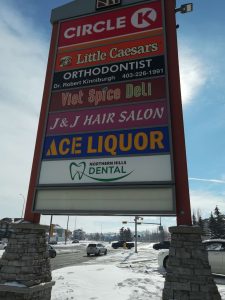 CIRCLE K
Little Caesars
ORTHODONTIST
Dr. Robert Kinniburgh 403-226-1991
Viet Spice Deli
J & J HAIR SALON
ACE LIQUOR
NORTHERN HILLS
DENTAL